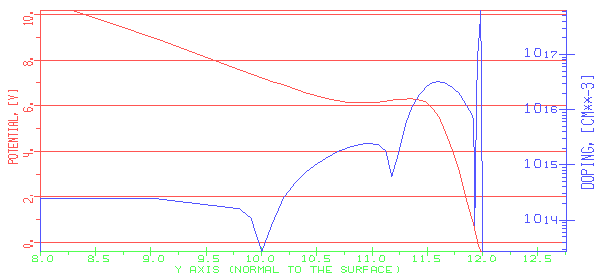 POTENTIAL, [V]
10.
8.
6.
4.
2.
0.
8.0 8.5 9.0 9.5 10.0 10.5 11.0 11.5 12.0 12.5
Y AXIS (NORMAL TO THE SURFACE)
10^17
10^16
10^15
10^14
DOPING, [CM**-3]